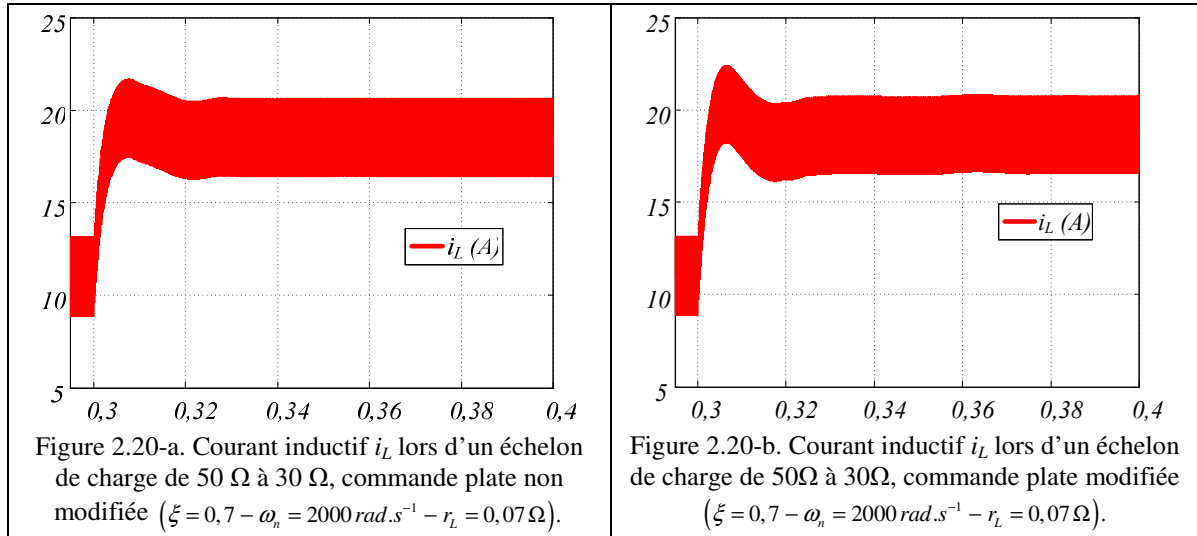 25
20
15
10
5
0,3
0,32
0,34
0,36
0,38
0,4
i_L (A)
Figure 2.20-a. Courant inductif i_L lors d’un échelon
de charge de 50 Ω à 30 Ω, commande plate non
modifiée (ξ = 0,7 − ω_n = 2000 rad.s⁻¹ − r_L = 0,07 Ω).
25
20
15
10
5
0,3
0,32
0,34
0,36
0,38
0,4
i_L (A)
Figure 2.20-b. Courant inductif i_L lors d’un échelon
de charge de 50Ω à 30Ω, commande plate modifiée
(ξ = 0,7 − ω_n = 2000 rad.s⁻¹ − r_L = 0,07 Ω).